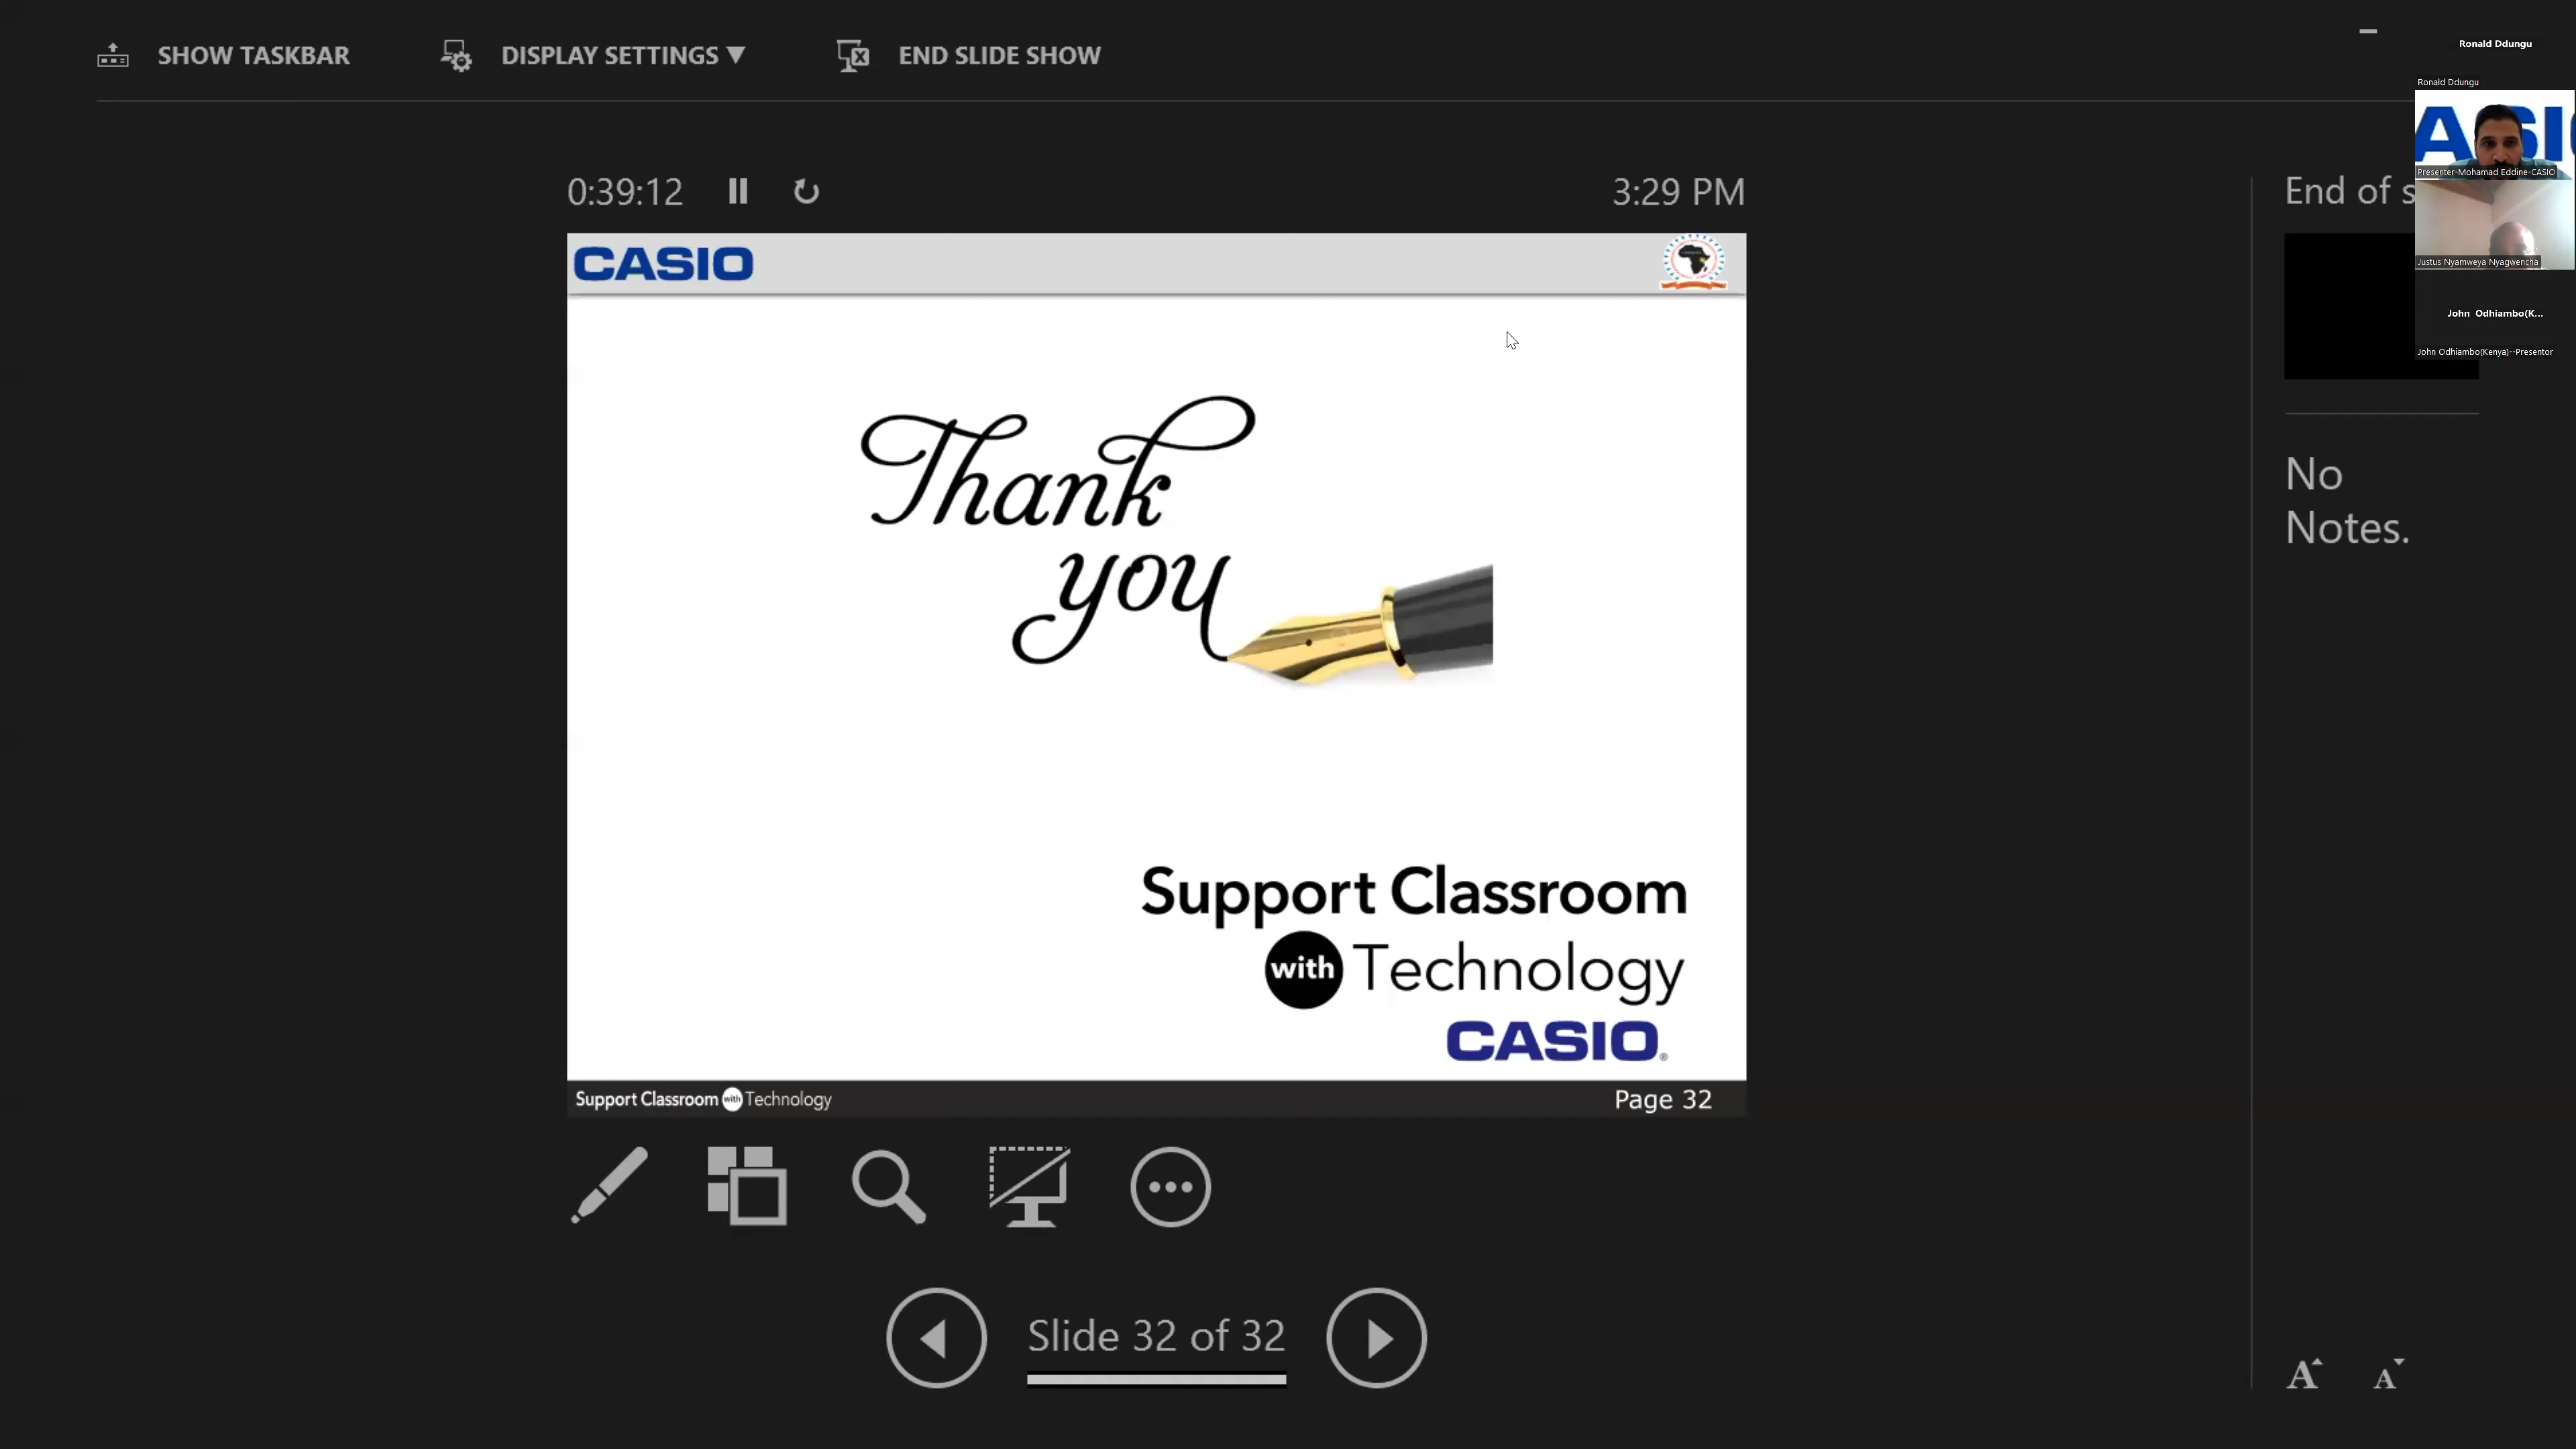 SHOW TASKBAR
DISPLAY SETTINGS ▼
END SLIDE SHOW
Ronald Ddungu
Ronald Ddungu
ASI
Presenter-Mohamad Eddine-CASIO
Justus Nyamweya Nyagwencha
John Odhiambo(K...
John Odhiambo(Kenya)--Presentor
0:39:12
3:29 PM
End of s
CASIO
Thank
you
Support Classroom
with Technology
CASIO®
Support Classroom with Technology
Page 32
No
Notes.
Slide 32 of 32
A A